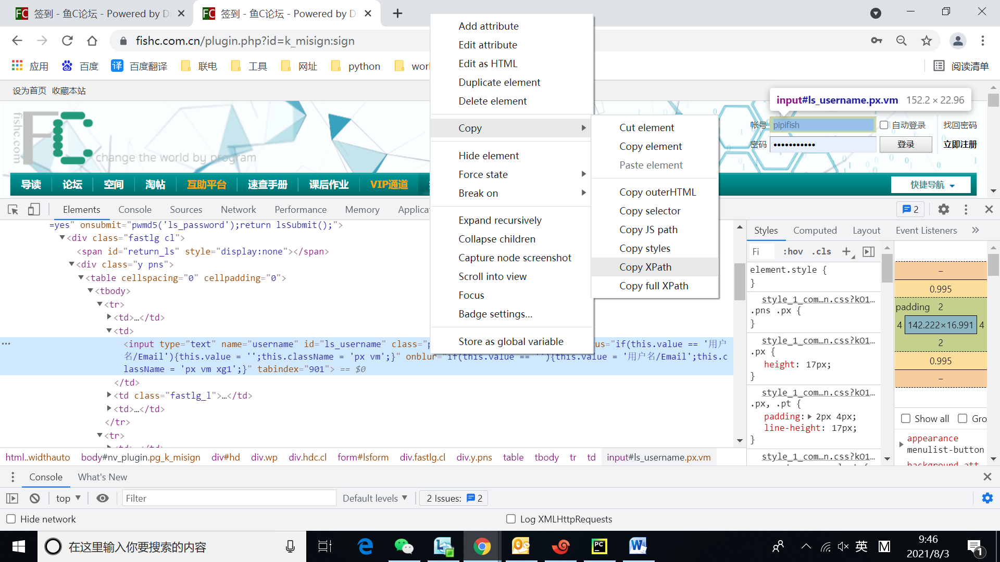 签到 - 鱼C论坛 - Powered by Di
签到 - 鱼C论坛 - Powered by Di
fishc.com.cn/plugin.php?id=k_misign:sign
应用 百度 百度翻译 联电 工具 网址 python worl 阅读清单
设为首页 收藏本站
fishc.com
change the world by program
input#ls_username.px.vm 152.2 × 22.96
帐号 pipifish 自动登录 找回密码
密码 ••••••••••• 登录 立即注册
导读 论坛 空间 淘帖 互助平台 速查手册 课后作业 VIP通道 快捷导航
Add attribute
Edit attribute
Edit as HTML
Duplicate element
Delete element
Copy
Hide element
Force state
Break on
Expand recursively
Collapse children
Capture node screenshot
Scroll into view
Focus
Badge settings...
Store as global variable
Cut element
Copy element
Paste element
Copy outerHTML
Copy selector
Copy JS path
Copy styles
Copy XPath
Copy full XPath
Elements Console Sources Network Performance Memory Applicat 2
=yes" onsubmit="pwmd5('ls_password');return lsSubmit();">
<div class="fastlg cl">
<span id="return_ls" style="display:none"></span>
<div class="y pns">
<table cellspacing="0" cellpadding="0">
<tbody>
<tr>
<td>…</td>
<td>
<input type="text" name="username" id="ls_username" class="p us="if(this.value == '用户
名/Email'){this.value = '';this.className = 'px vm';}" onblur="if(this.value == ''){this.value = '用户名/Email';this.c
lassName = 'px vm xg1';}" tabindex="901"> == $0
</td>
<td class="fastlg_l">…</td>
<td>…</td>
</tr>
<tr>
<td>…</td>
html..widthauto body#nv_plugin.pg_k_misign div#hd div.wp div.hdc.cl form#lsform div.fastlg.cl div.y.pns table tbody tr td input#ls_username.px.vm
Styles Computed Layout Event Listeners »
Fi :hov .cls +
element.style {
}
style_1_com…n.css?kO1…
.pns .px {
}
style_1_com…n.css?kO1…
.px {
height: 17px;
}
style_1_com…n.css?kO1…
.px, .pt {
padding: 2px 4px;
line-height: 17px;
}
style_1_com…n.css?kO1…
–
0.995
padding 2
4 142.222×16.991 4
2
0.995
–
Show all Gro
appearance
menulist-button
background-att
Console What's New
top Filter Default levels 2 Issues: 2
Hide network Log XMLHttpRequests
在这里输入你要搜索的内容
英 M
9:46
2021/8/3
1